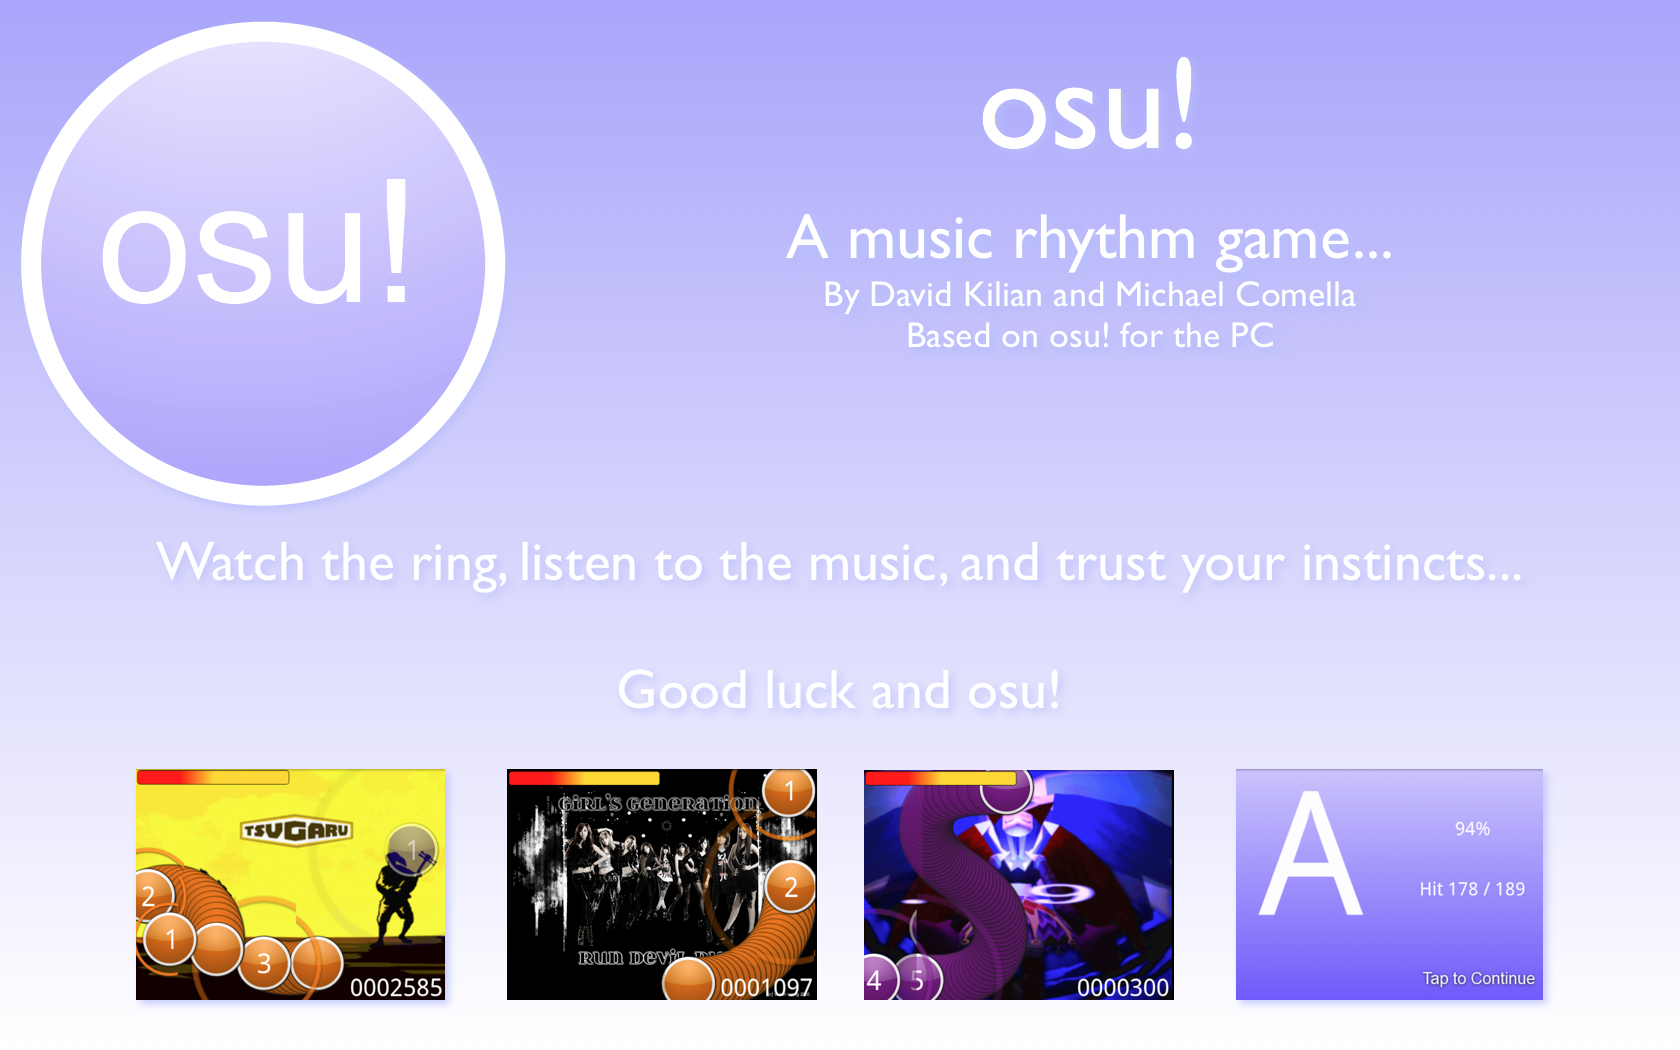 osu!
osu!
A music rhythm game...
By David Kilian and Michael Comella
Based on osu! for the PC
Watch the ring, listen to the music, and trust your instincts...
Good luck and osu!
TSUGARU
1
2
1
3
0002585
GIRL'S GENERATION
1
2
RUN DEVIL
0001097
4
5
0000300
A
94%
Hit 178 / 189
Tap to Continue